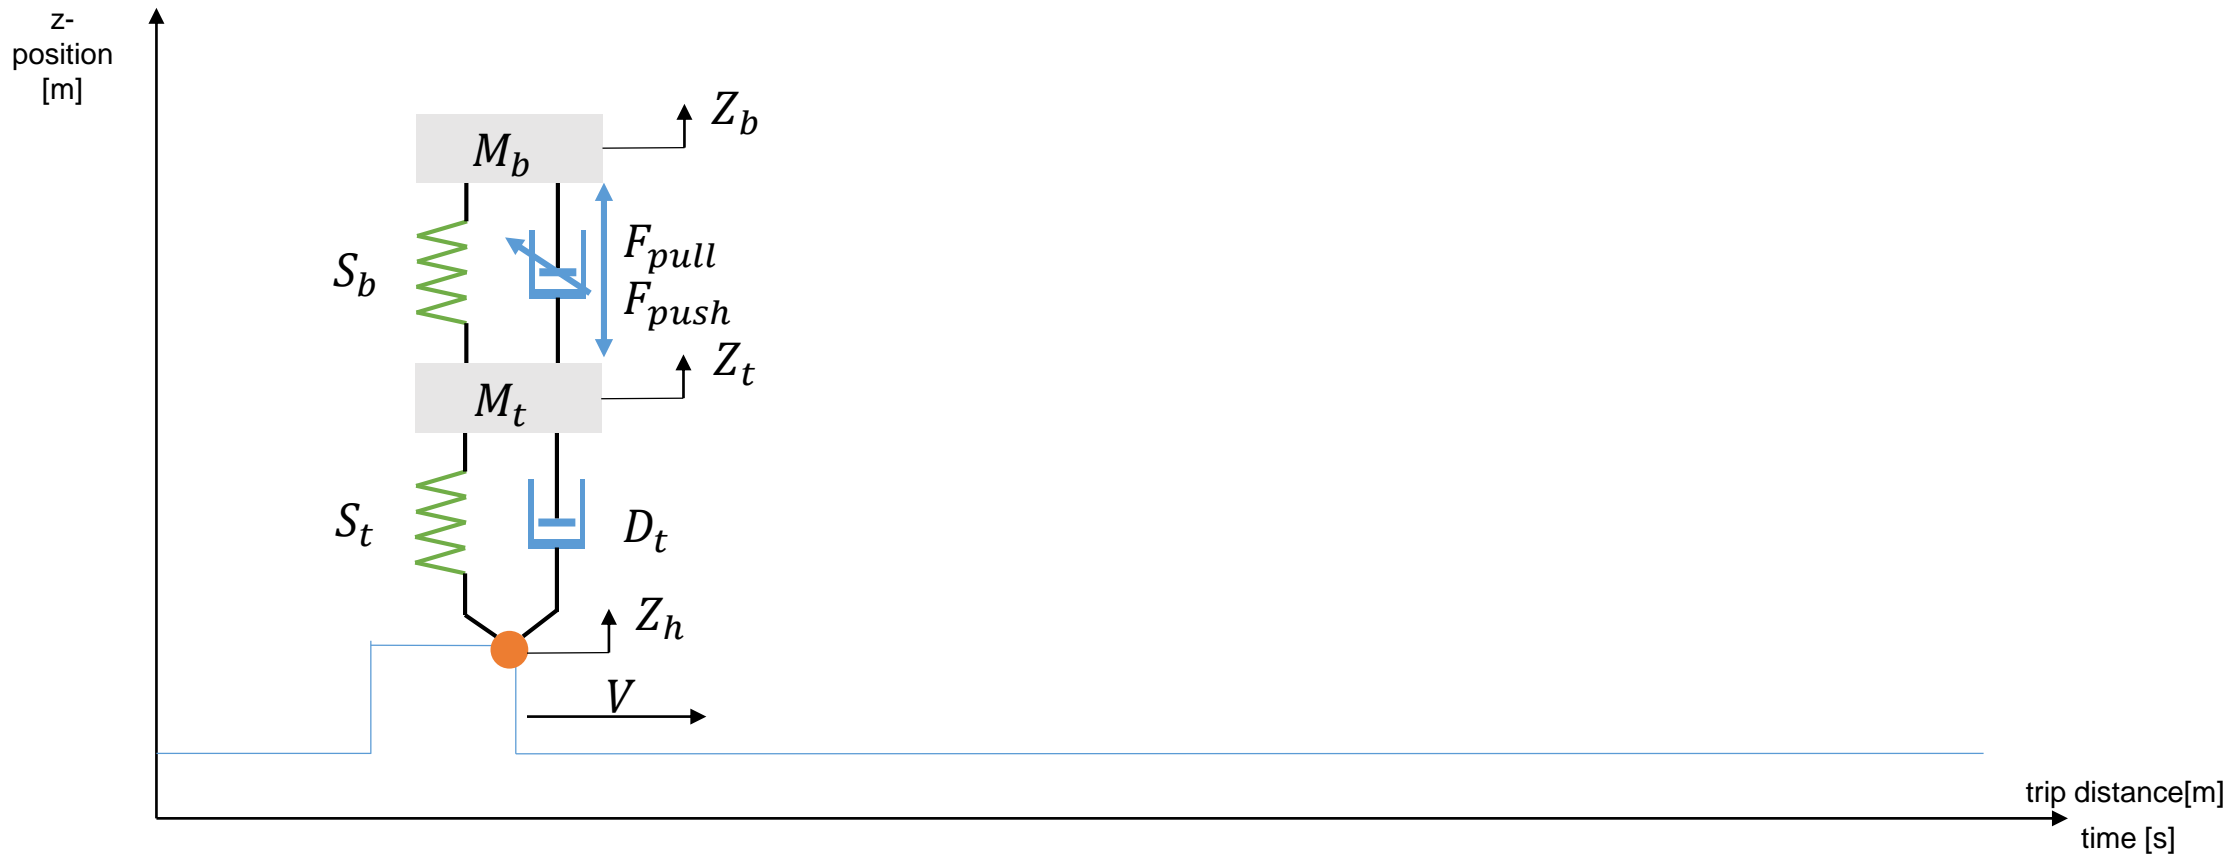 z-
position
[m]
Z_b
M_b
F_pull
S_b
F_push
Z_t
M_t
S_t
D_t
Z_h
V
trip distance[m]
time [s]